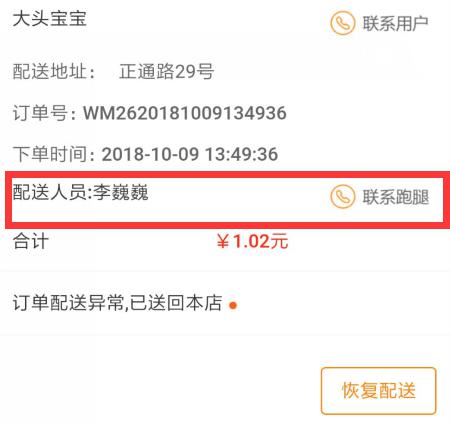 大头宝宝 联系用户
配送地址： 正通路29号
订单号: WM2620181009134936
下单时间: 2018-10-09 13:49:36
配送人员:李巍巍 联系跑腿
合计 ￥1.02元
订单配送异常,已送回本店
恢复配送